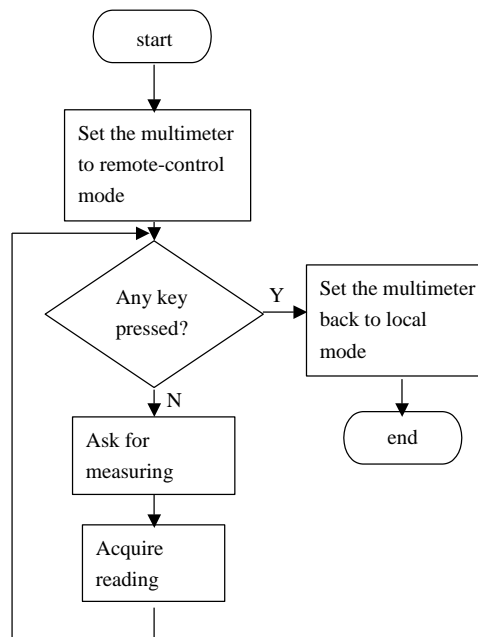 start
Set the multimeter
to remote-control
mode
Any key
pressed?
Y
Set the multimeter
back to local
mode
N
end
Ask for
measuring
Acquire
reading